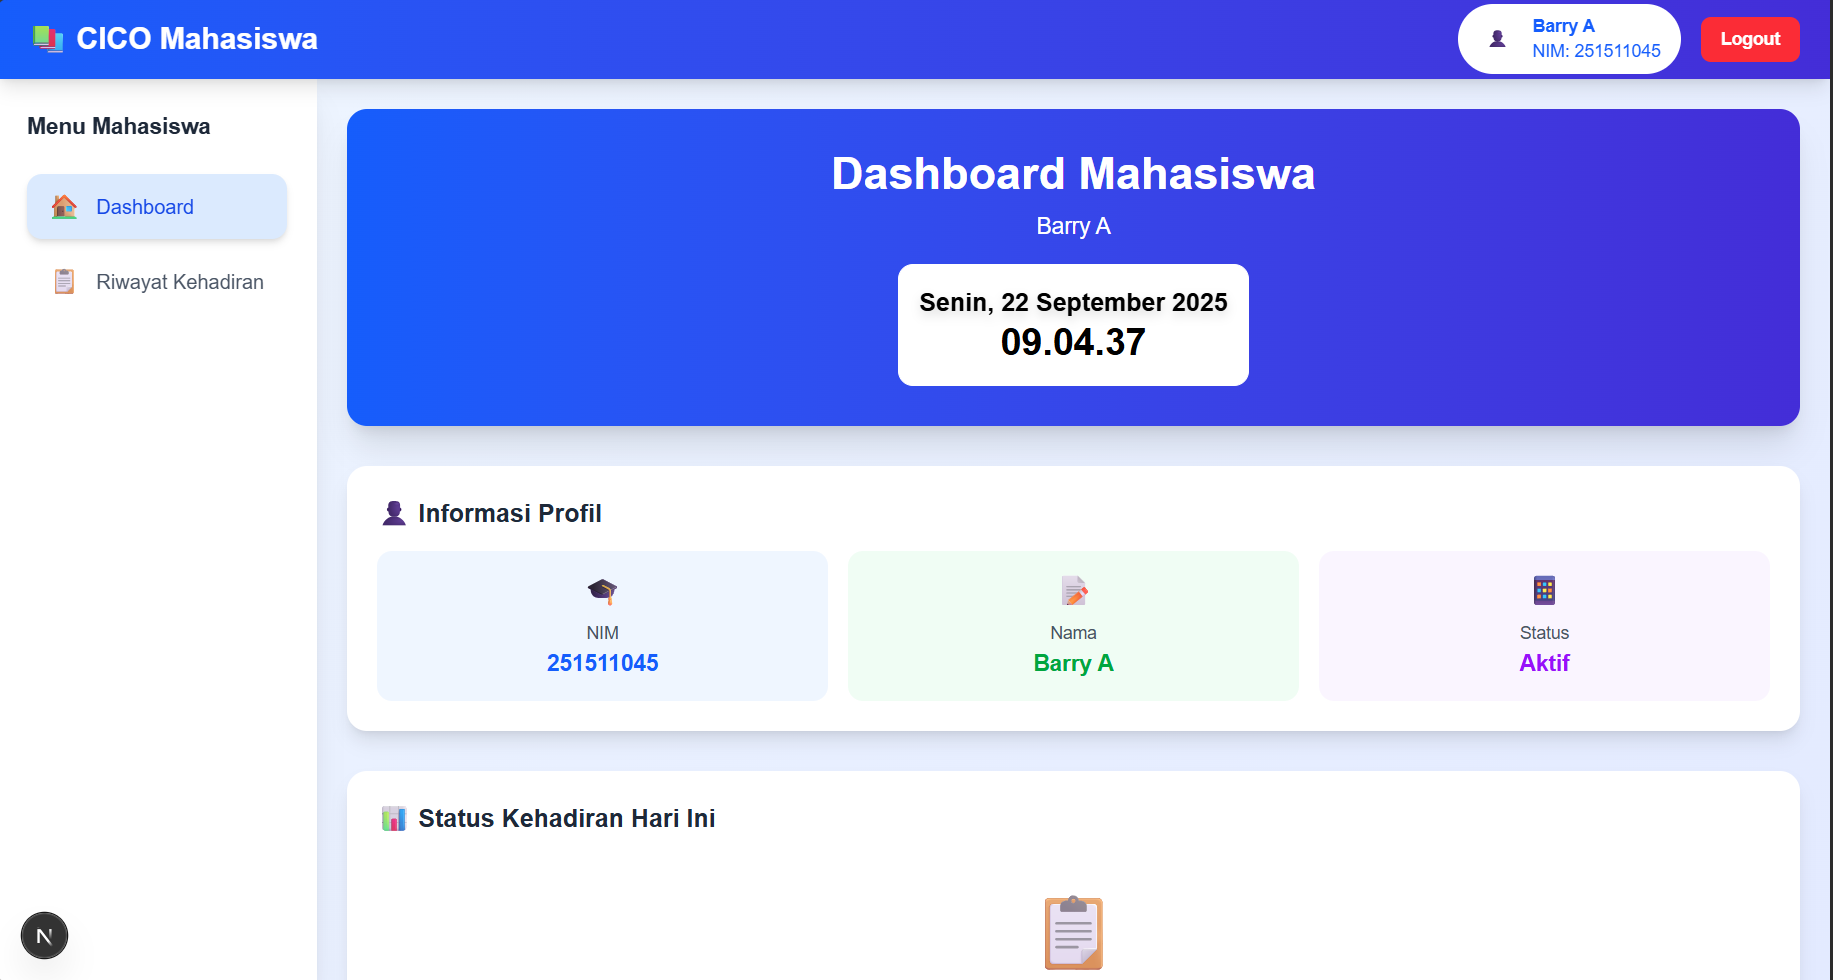 CICO Mahasiswa
Barry A
NIM: 251511045
Logout
Menu Mahasiswa
Dashboard
Riwayat Kehadiran
Dashboard Mahasiswa
Barry A
Senin, 22 September 2025
09.04.37
Informasi Profil
NIM
251511045
Nama
Barry A
Status
Aktif
Status Kehadiran Hari Ini
N